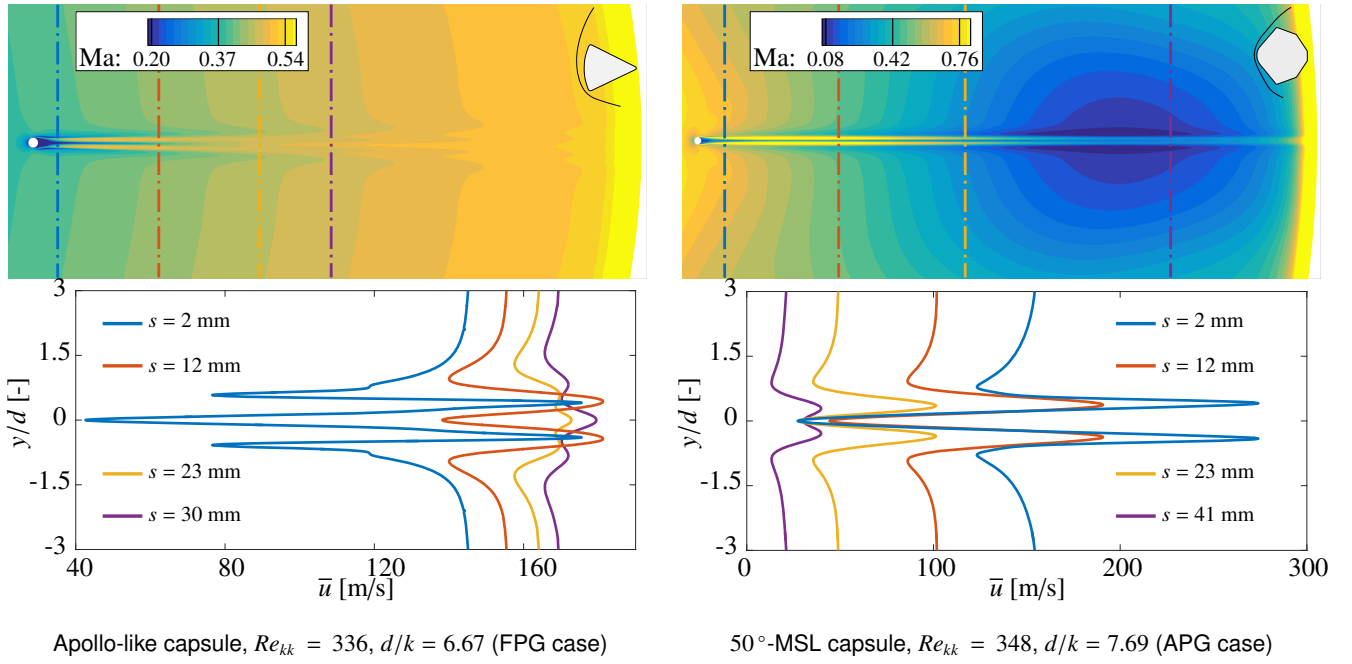 Ma:
0.20 0.37 0.54
Ma:
0.08 0.42 0.76
3
1.5
0
-1.5
-3
y/d [-]
s = 2 mm
s = 12 mm
s = 23 mm
s = 30 mm
40 80 120 160
u̅ [m/s]
3
1.5
0
-1.5
-3
y/d [-]
s = 2 mm
s = 12 mm
s = 23 mm
s = 41 mm
0 100 200 300
u̅ [m/s]
Apollo-like capsule, Re_kk = 336, d/k = 6.67 (FPG case)
50°-MSL capsule, Re_kk = 348, d/k = 7.69 (APG case)